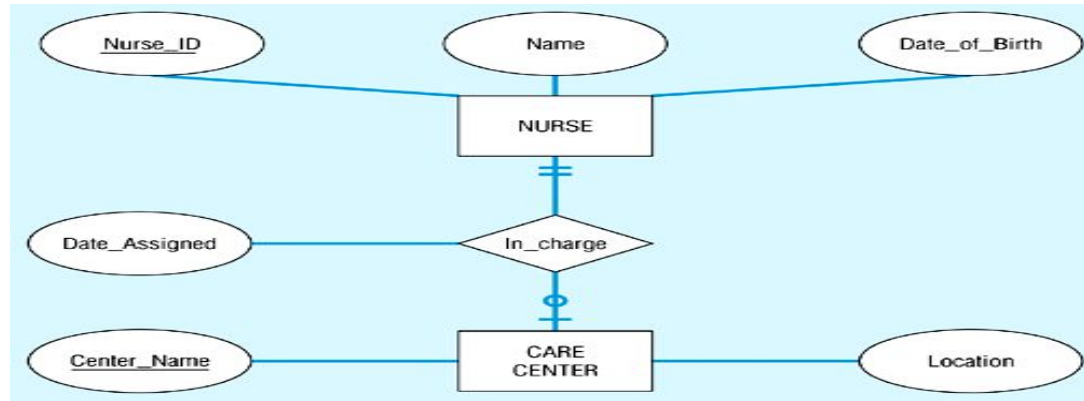 Nurse_ID
Name
Date_of_Birth
NURSE
Date_Assigned
In_charge
Center_Name
CARE
CENTER
Location